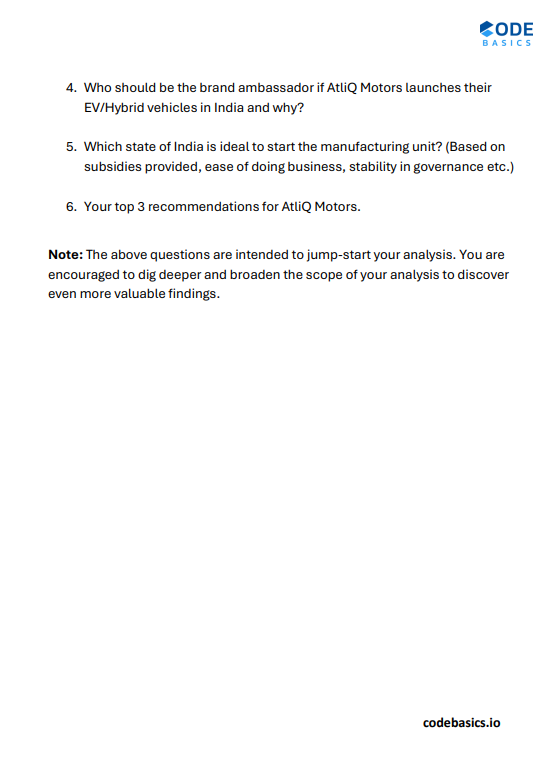 CODE
BASICS
4. Who should be the brand ambassador if AtliQ Motors launches their
EV/Hybrid vehicles in India and why?
5. Which state of India is ideal to start the manufacturing unit? (Based on
subsidies provided, ease of doing business, stability in governance etc.)
6. Your top 3 recommendations for AtliQ Motors.
Note: The above questions are intended to jump-start your analysis. You are
encouraged to dig deeper and broaden the scope of your analysis to discover
even more valuable findings.
codebasics.io